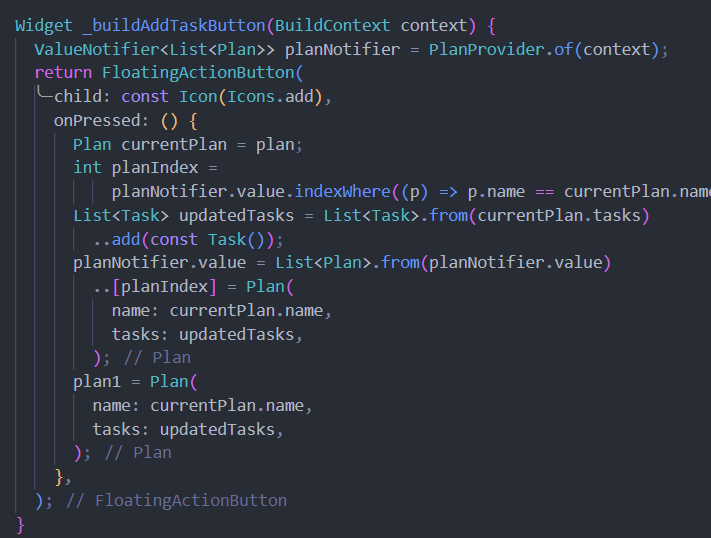 Widget _buildAddTaskButton(BuildContext context) {
ValueNotifier<List<Plan>> planNotifier = PlanProvider.of(context);
return FloatingActionButton(
child: const Icon(Icons.add),
onPressed: () {
Plan currentPlan = plan;
int planIndex =
planNotifier.value.indexWhere((p) => p.name == currentPlan.nam
List<Task> updatedTasks = List<Task>.from(currentPlan.tasks)
..add(const Task());
planNotifier.value = List<Plan>.from(planNotifier.value)
..[planIndex] = Plan(
name: currentPlan.name,
tasks: updatedTasks,
); // Plan
plan1 = Plan(
name: currentPlan.name,
tasks: updatedTasks,
); // Plan
},
); // FloatingActionButton
}